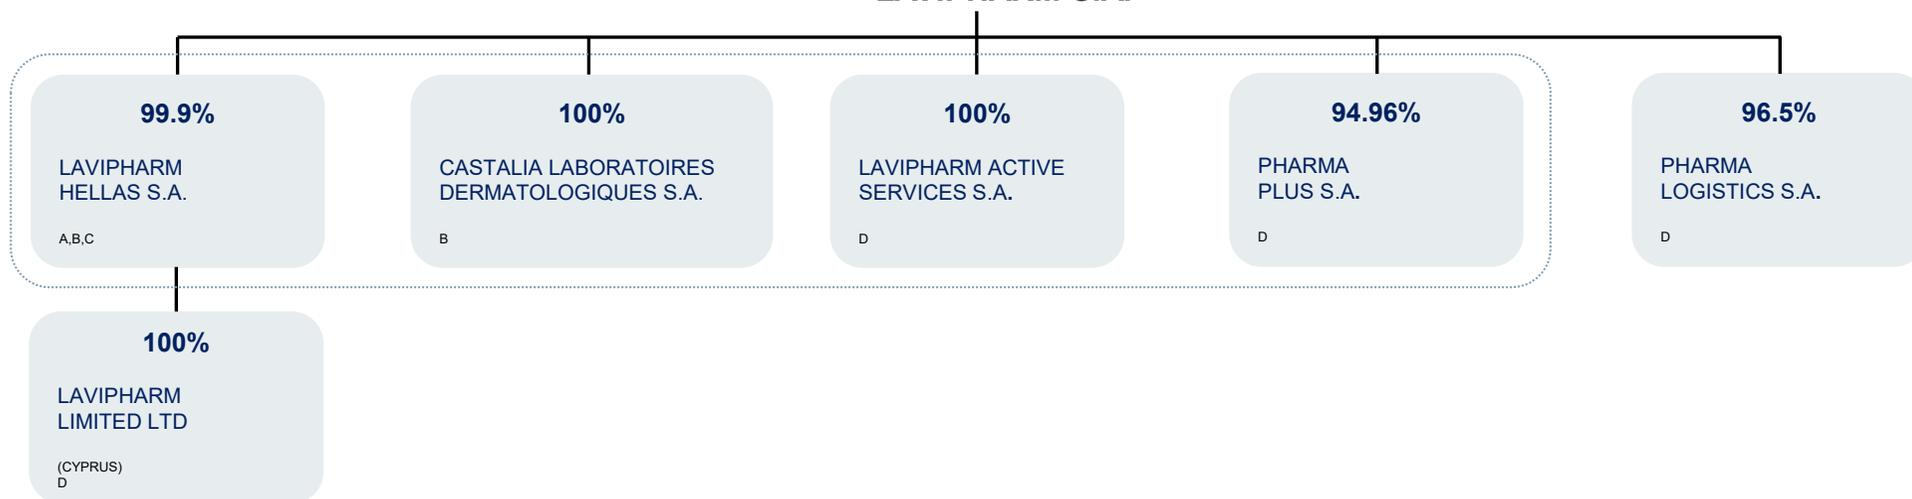 99.9%
LAVIPHARM
HELLAS S.A.
A,B,C
100%
CASTALIA LABORATOIRES
DERMATOLOGIQUES S.A.
B
100%
LAVIPHARM ACTIVE
SERVICES S.A.
D
94.96%
PHARMA
PLUS S.A.
D
96.5%
PHARMA
LOGISTICS S.A.
D
100%
LAVIPHARM
LIMITED LTD
(CYPRUS)
D